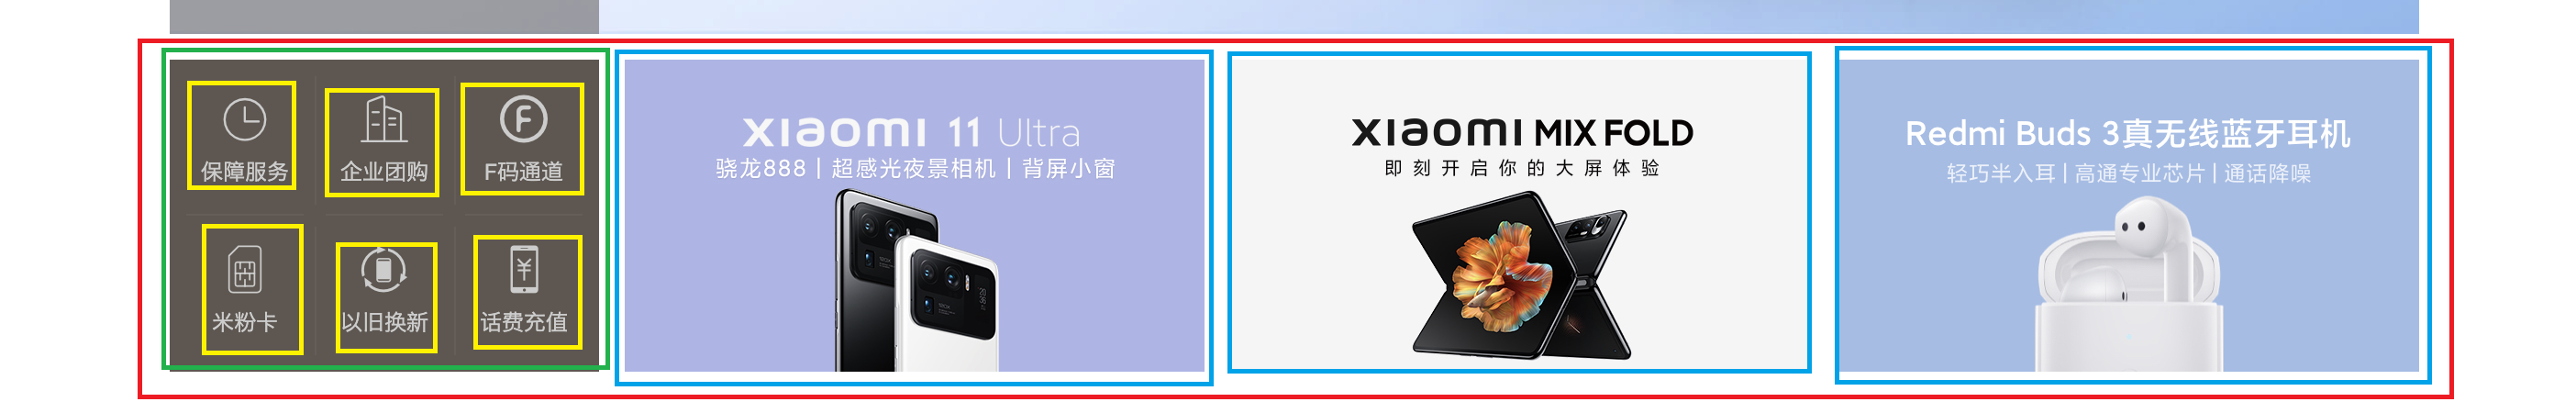 保障服务 企业团购 F码通道
米粉卡 以旧换新 话费充值
xiaomi 11 Ultra
骁龙888 | 超感光夜景相机 | 背屏小窗
xiaomi MIX FOLD
即刻开启你的大屏体验
Redmi Buds 3真无线蓝牙耳机
轻巧半入耳 | 高通专业芯片 | 通话降噪